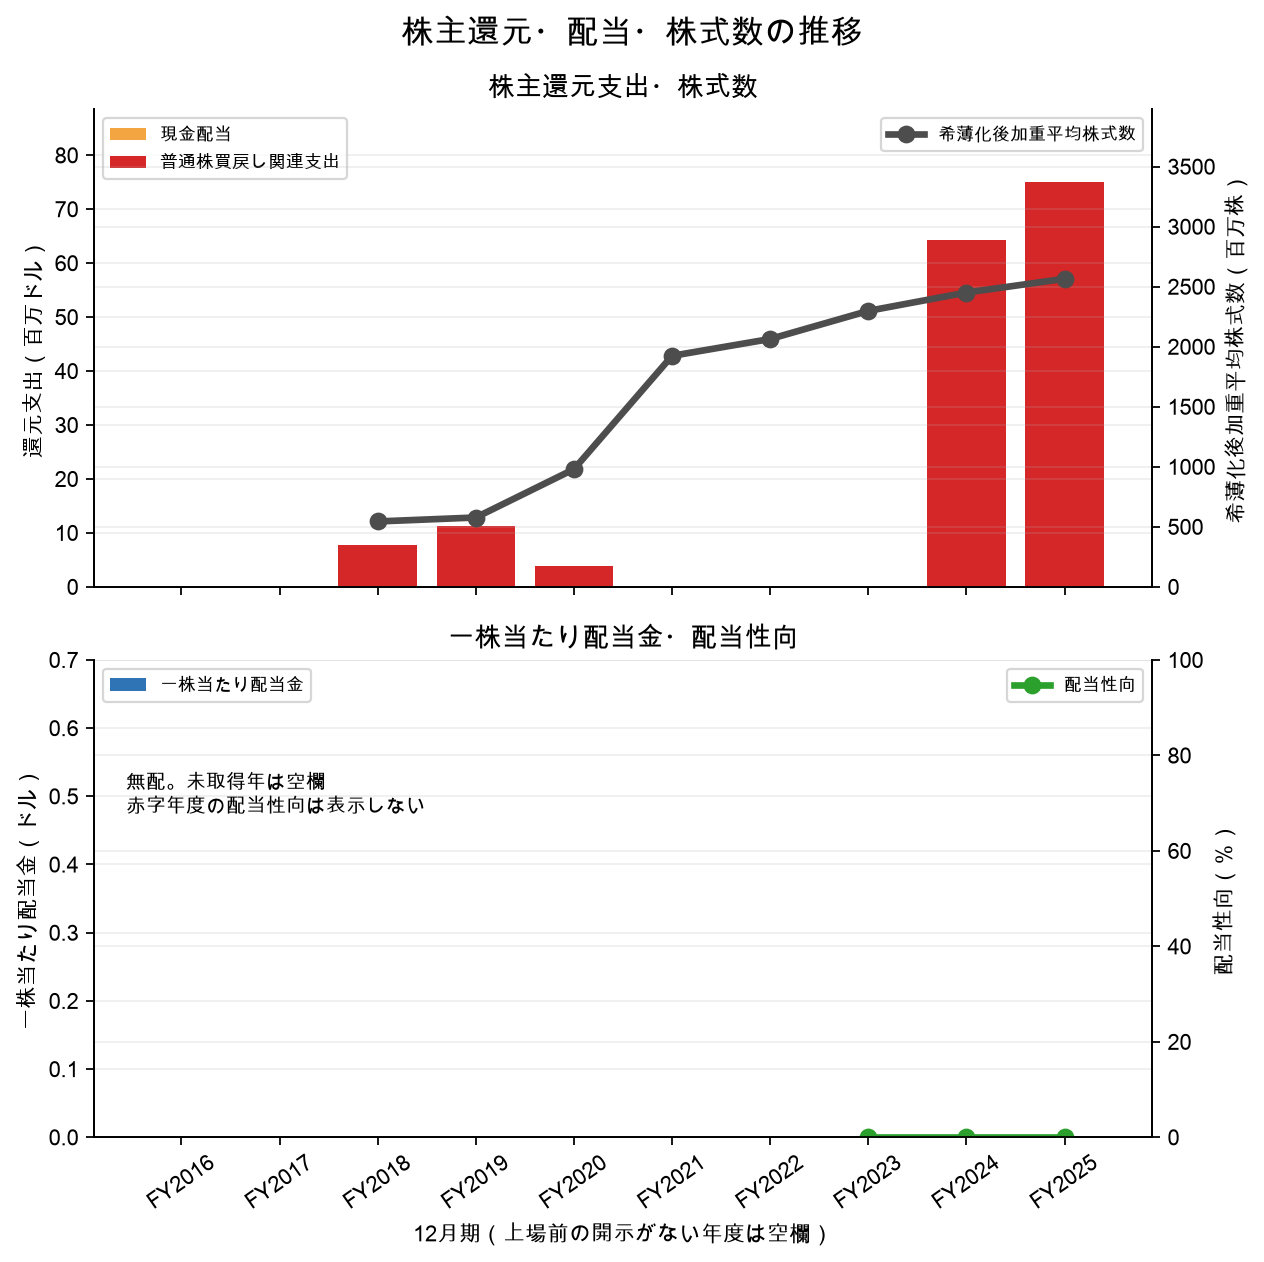 株主還元・配当・株式数の推移
株主還元支出・株式数
現金配当
普通株買戻し関連支出
希薄化後加重平均株式数
80
70
60
50
40
30
20
10
0
還元支出(百万ドル)
3500
3000
2500
2000
1500
1000
500
0
希薄化後加重平均株式数(百万株)
一株当たり配当金・配当性向
一株当たり配当金
配当性向
無配。未取得年は空欄
赤字年度の配当性向は表示しない
0.7
0.6
0.5
0.4
0.3
0.2
0.1
0.0
一株当たり配当金(ドル)
100
80
60
40
20
0
配当性向(%)
FY2016 FY2017 FY2018 FY2019 FY2020 FY2021 FY2022 FY2023 FY2024 FY2025
12月期(上場前の開示がない年度は空欄)